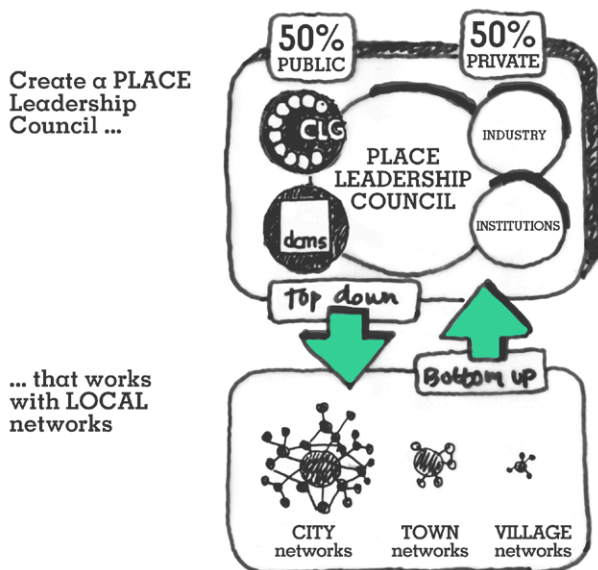 50%
PUBLIC
50%
PRIVATE
Create a PLACE
Leadership
Council ...
CLG
INDUSTRY
PLACE
LEADERSHIP
COUNCIL
dcms
INSTITUTIONS
Top down
Bottom up
... that works
with LOCAL
networks
CITY
networks
TOWN
networks
VILLAGE
networks